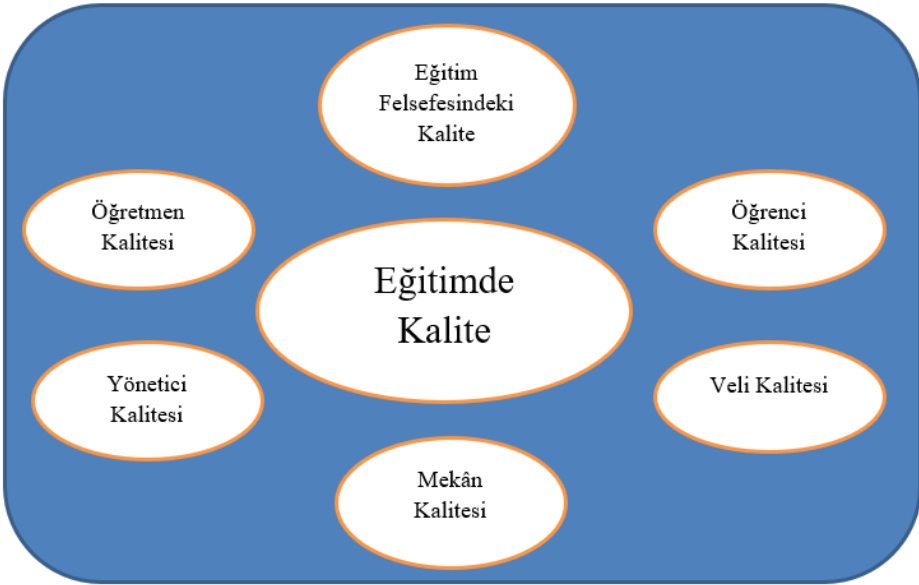 Eğitim
Felsefesindeki
Kalite
Öğretmen
Kalitesi
Öğrenci
Kalitesi
Eğitimde
Kalite
Yönetici
Kalitesi
Veli Kalitesi
Mekân
Kalitesi